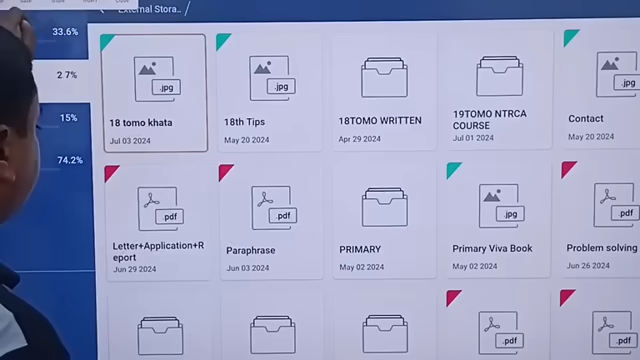 External Stora..
33.6%
2 7%
15%
74.2%
.jpg
18 tomo khata
Jul 03 2024
.jpg
18th Tips
May 20 2024
18TOMO WRITTEN
Apr 29 2024
19TOMO NTRCA
COURSE
Jul 01 2024
.jpg
Contact
May 20 2024
.pdf
Letter+Application+R
eport
Jun 29 2024
.pdf
Paraphrase
Jun 03 2024
PRIMARY
May 02 2024
.jpg
Primary Viva Book
May 02 2024
.pdf
Problem solving
Jun 26 2024
.pdf
.pdf